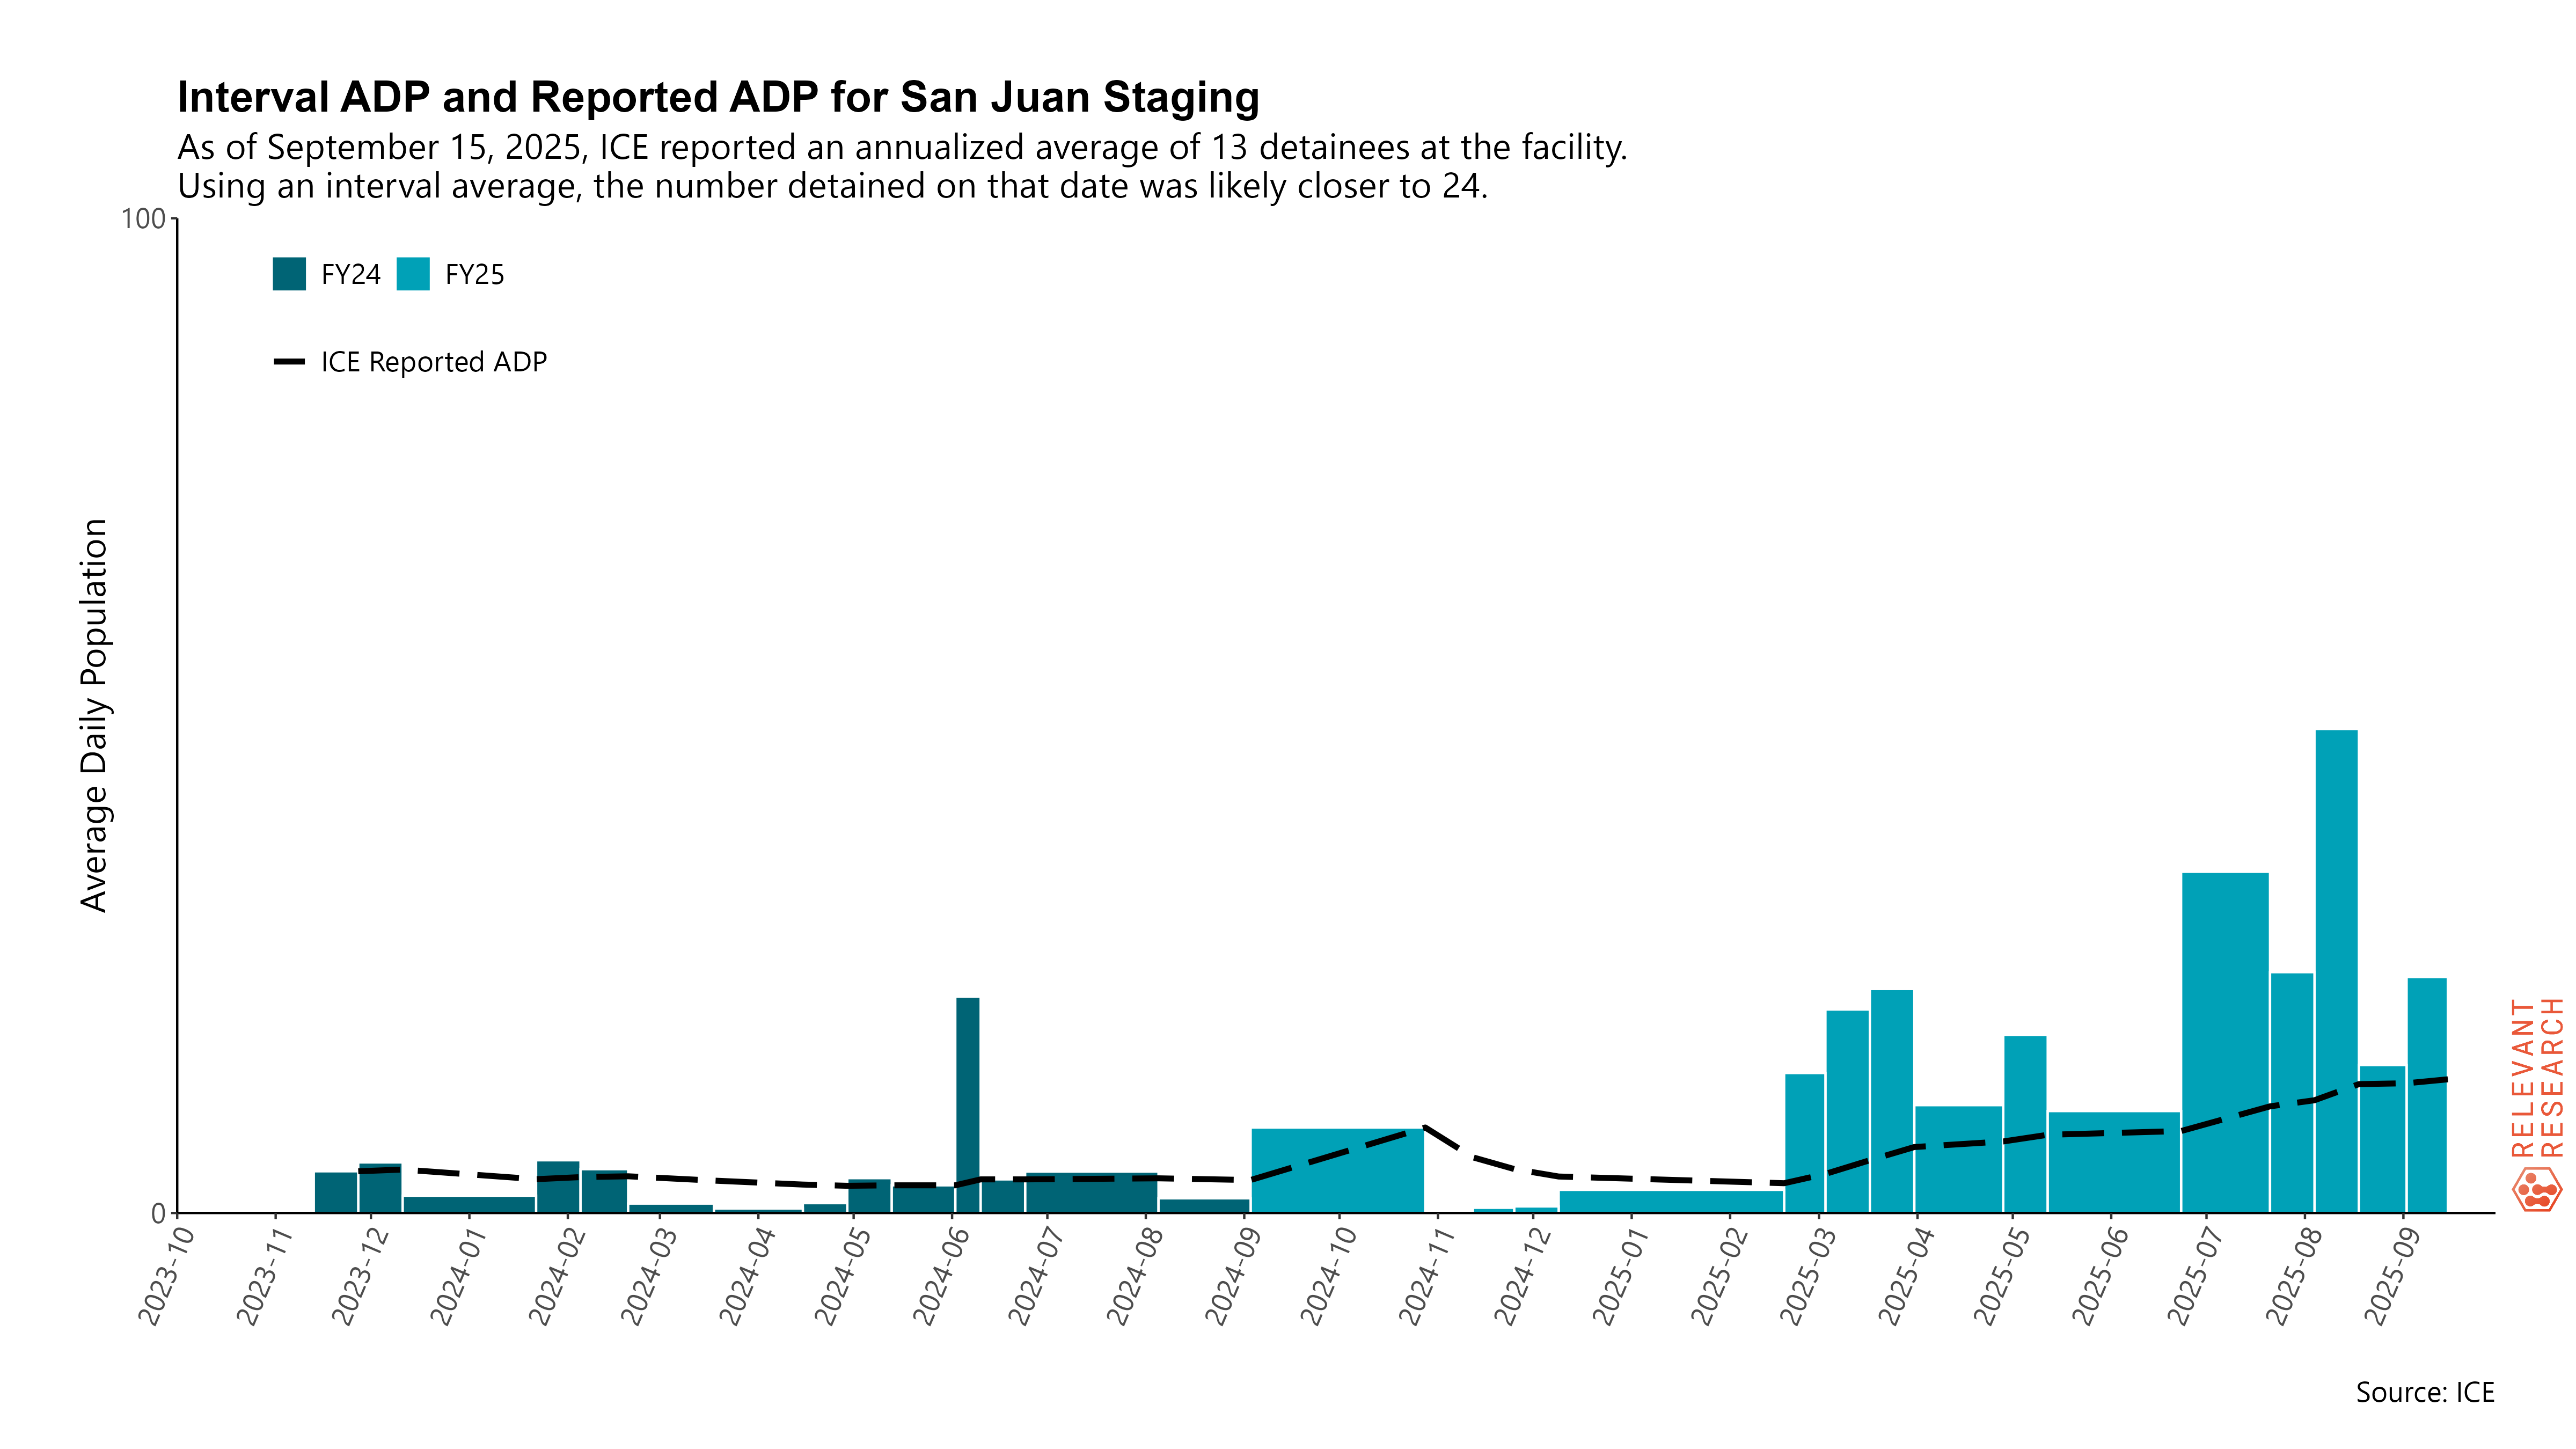 Interval ADP and Reported ADP for San Juan Staging
As of September 15, 2025, ICE reported an annualized average of 13 detainees at the facility.
Using an interval average, the number detained on that date was likely closer to 24.
100
FY24
FY25
ICE Reported ADP
Average Daily Population
0
2023-10
2023-11
2023-12
2024-01
2024-02
2024-03
2024-04
2024-05
2024-06
2024-07
2024-08
2024-09
2024-10
2024-11
2024-12
2025-01
2025-02
2025-03
2025-04
2025-05
2025-06
2025-07
2025-08
2025-09
RELEVANT
RESEARCH
Source: ICE